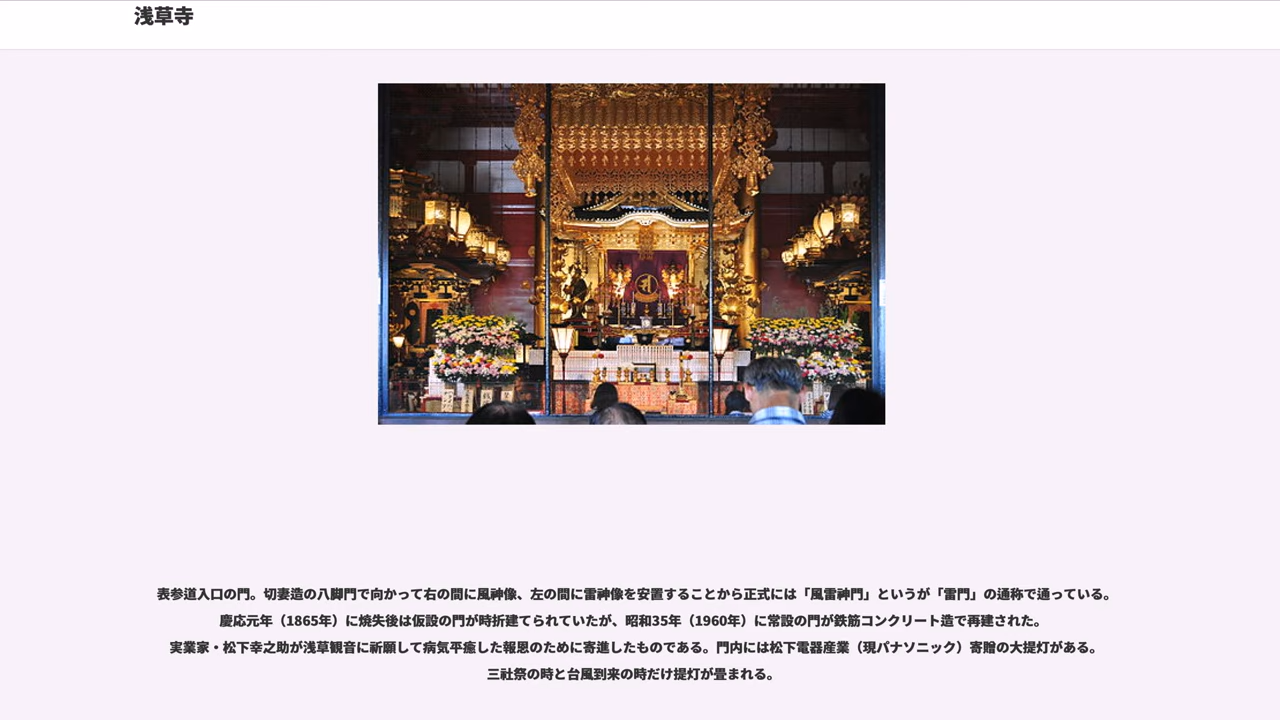 浅草寺
表参道入口の門。切妻造の八脚門で向かって右の間に風神像、左の間に雷神像を安置することから正式には「風雷神門」というが「雷門」の通称で通っている。
慶応元年（1865年）に焼失後は仮設の門が時折建てられていたが、昭和35年（1960年）に常設の門が鉄筋コンクリート造で再建された。
実業家・松下幸之助が浅草観音に祈願して病気平癒した報恩のために寄進したものである。門内には松下電器産業（現パナソニック）寄贈の大提灯がある。
三社祭の時と台風到来の時だけ提灯が畳まれる。